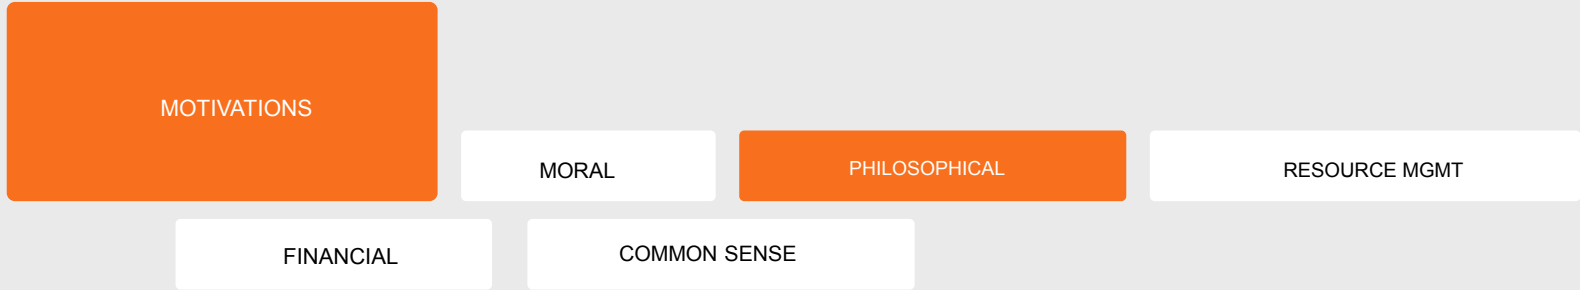 MOTIVATIONS
MORAL
PHILOSOPHICAL
RESOURCE MGMT
FINANCIAL
COMMON SENSE